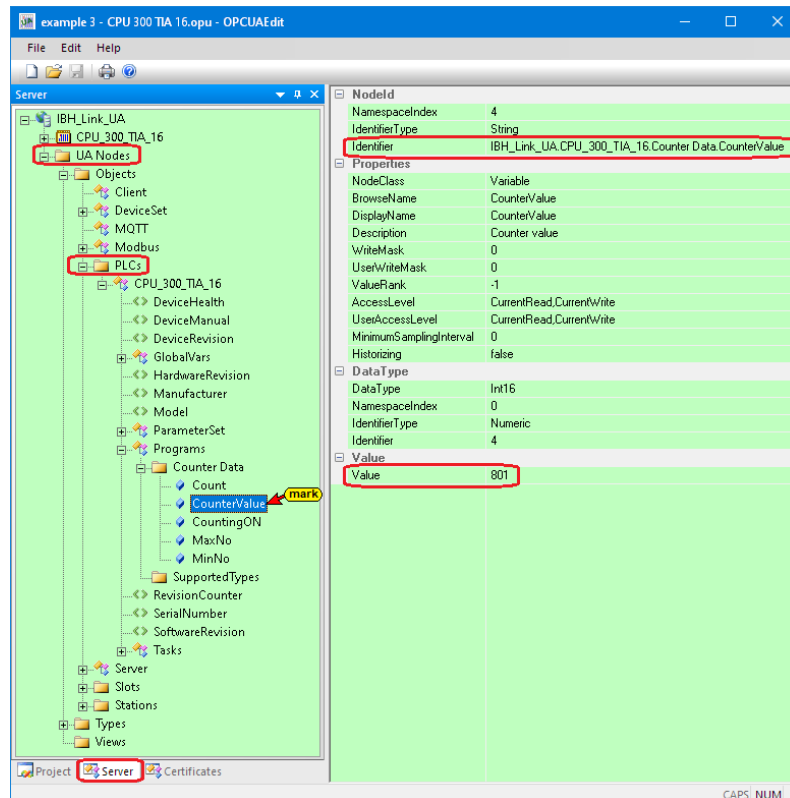 example 3 - CPU 300 TIA 16.opu - OPCUAEdit
File Edit Help
Server
IBH_Link_UA
CPU_300_TIA_16
UA Nodes
Objects
Client
DeviceSet
MQTT
Modbus
PLCs
CPU_300_TIA_16
DeviceHealth
DeviceManual
DeviceRevision
GlobalVars
HardwareRevision
Manufacturer
Model
ParameterSet
Programs
Counter Data
Count
CounterValue mark
CountingON
MaxNo
MinNo
SupportedTypes
RevisionCounter
SerialNumber
SoftwareRevision
Tasks
Server
Slots
Stations
Types
Views
Project Server Certificates
NodeId
NamespaceIndex 4
IdentifierType String
Identifier IBH_Link_UA.CPU_300_TIA_16.Counter Data.CounterValue
Properties
NodeClass Variable
BrowseName CounterValue
DisplayName CounterValue
Description Counter value
WriteMask 0
UserWriteMask 0
ValueRank -1
AccessLevel CurrentRead,CurrentWrite
UserAccessLevel CurrentRead,CurrentWrite
MinimumSamplingInterval 0
Historizing false
DataType
DataType Int16
NamespaceIndex 0
IdentifierType Numeric
Identifier 4
Value
Value 801
CAPS NUM